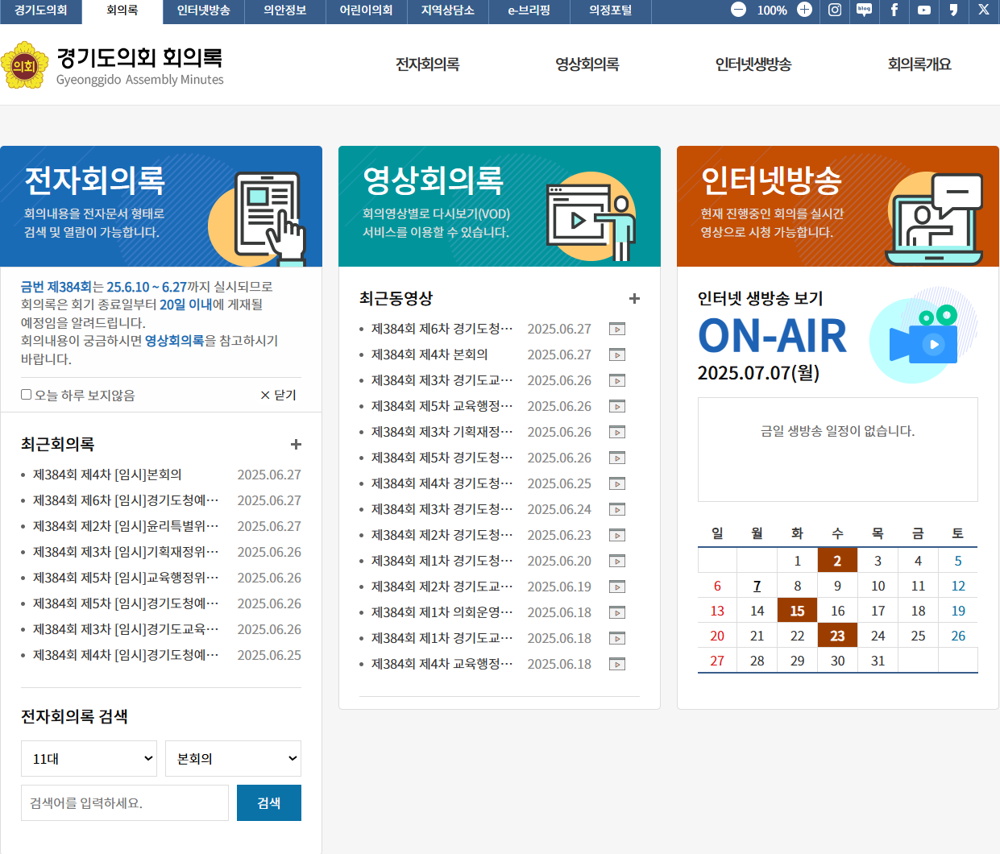 경기도의회 회의록 인터넷방송 의안정보 어린이의회 지역상담소 e-브리핑 의정포털 100% blog
의회
경기도의회 회의록
Gyeonggido Assembly Minutes
전자회의록 영상회의록 인터넷생방송 회의록개요
전자회의록
회의내용을 전자문서 형태로
검색 및 열람이 가능합니다.
금번 제384회는 25.6.10 ~ 6.27까지 실시되므로
회의록은 회기 종료일부터 20일 이내에 게재될
예정임을 알려드립니다.
회의내용이 궁금하시면 영상회의록을 참고하시기
바랍니다.
오늘 하루 보지않음 × 닫기
최근회의록 +
제384회 제4차 [임시]본회의 2025.06.27
제384회 제6차 [임시]경기도청예… 2025.06.27
제384회 제2차 [임시]윤리특별위… 2025.06.27
제384회 제3차 [임시]기획재정위… 2025.06.26
제384회 제5차 [임시]교육행정위… 2025.06.26
제384회 제5차 [임시]경기도청예… 2025.06.26
제384회 제3차 [임시]경기도교육… 2025.06.26
제384회 제4차 [임시]경기도청예… 2025.06.25
전자회의록 검색
11대 본회의
검색어를 입력하세요. 검색
영상회의록
회의영상별로 다시보기(VOD)
서비스를 이용할 수 있습니다.
최근동영상 +
제384회 제6차 경기도청… 2025.06.27
제384회 제4차 본회의 2025.06.27
제384회 제3차 경기도교… 2025.06.26
제384회 제5차 교육행정… 2025.06.26
제384회 제3차 기획재정… 2025.06.26
제384회 제5차 경기도청… 2025.06.26
제384회 제4차 경기도청… 2025.06.25
제384회 제3차 경기도청… 2025.06.24
제384회 제2차 경기도청… 2025.06.23
제384회 제1차 경기도청… 2025.06.20
제384회 제2차 경기도교… 2025.06.19
제384회 제1차 의회운영… 2025.06.18
제384회 제1차 경기도교… 2025.06.18
제384회 제4차 교육행정… 2025.06.18
인터넷방송
현재 진행중인 회의를 실시간
영상으로 시청 가능합니다.
인터넷 생방송 보기
ON-AIR
2025.07.07(월)
금일 생방송 일정이 없습니다.
일 월 화 수 목 금 토
1 2 3 4 5
6 7 8 9 10 11 12
13 14 15 16 17 18 19
20 21 22 23 24 25 26
27 28 29 30 31